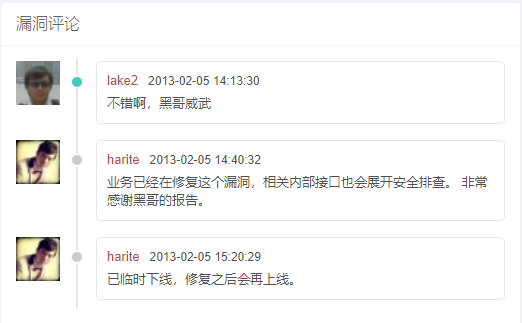 漏洞评论
lake2 2013-02-05 14:13:30
不错啊，黑哥威武
harite 2013-02-05 14:40:32
业务已经在修复这个漏洞，相关内部接口也会展开安全排查。 非常
感谢黑哥的报告。
harite 2013-02-05 15:20:29
已临时下线，修复之后会再上线。